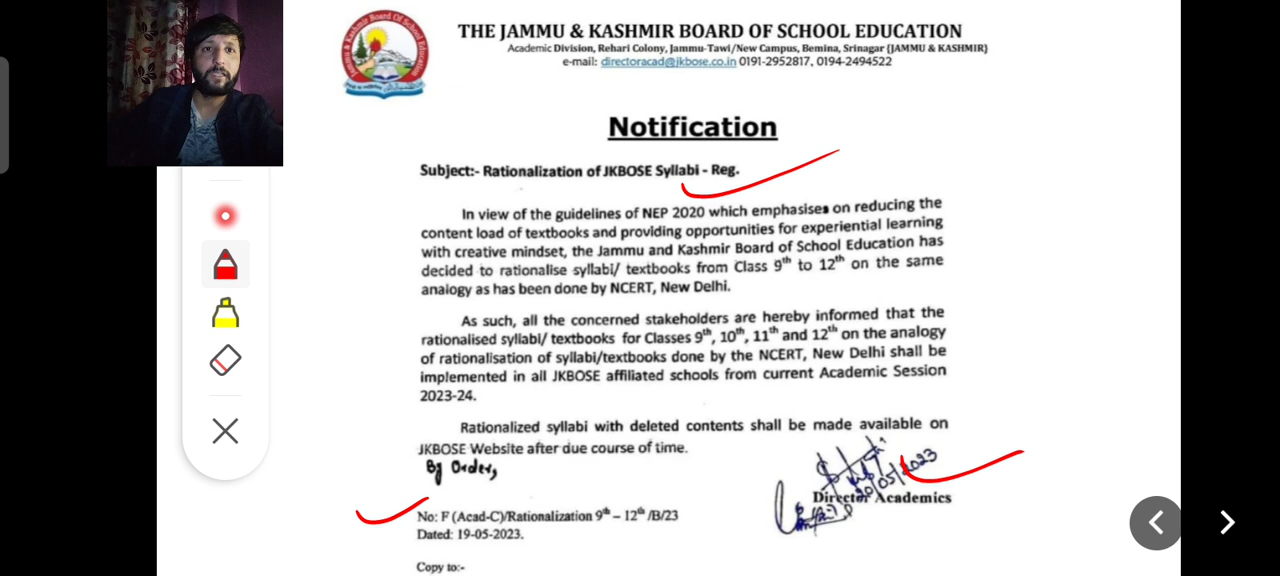 THE JAMMU & KASHMIR BOARD OF SCHOOL EDUCATION
Academic Division, Rehari Colony, Jammu-Tawi/New Campus, Bemina, Srinagar (JAMMU & KASHMIR)
e-mail: directoracad@jkbose.co.in 0191-2952817, 0194-2494522
Jammu & Kashmir Board Of School Education
Notification
Subject:- Rationalization of JKBOSE Syllabi - Reg.
In view of the guidelines of NEP 2020 which emphasises on reducing the
content load of textbooks and providing opportunities for experiential learning
with creative mindset, the Jammu and Kashmir Board of School Education has
decided to rationalise syllabi/ textbooks from Class 9th to 12th on the same
analogy as has been done by NCERT, New Delhi.
As such, all the concerned stakeholders are hereby informed that the
rationalised syllabi/ textbooks for Classes 9th, 10th, 11th and 12th on the analogy
of rationalisation of syllabi/textbooks done by the NCERT, New Delhi shall be
implemented in all JKBOSE affiliated schools from current Academic Session
2023-24.
Rationalized syllabi with deleted contents shall be made available on
JKBOSE Website after due course of time.
By Order,
20/05/2023
Director Academics
No: F (Acad-C)/Rationalization 9th – 12th /B/23
Dated: 19-05-2023.
Copy to:-